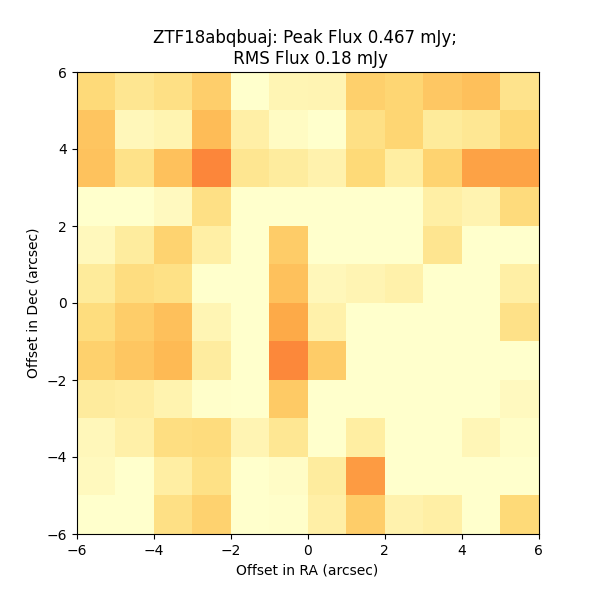 ZTF18abqbuaj: Peak Flux 0.467 mJy;
RMS Flux 0.18 mJy
6
4
2
0
−2
−4
−6
Offset in Dec (arcsec)
−6 −4 −2 0 2 4 6
Offset in RA (arcsec)